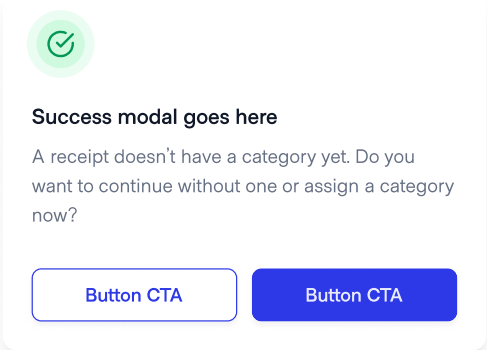 Success modal goes here
A receipt doesn't have a category yet. Do you
want to continue without one or assign a category
now?
Button CTA
Button CTA